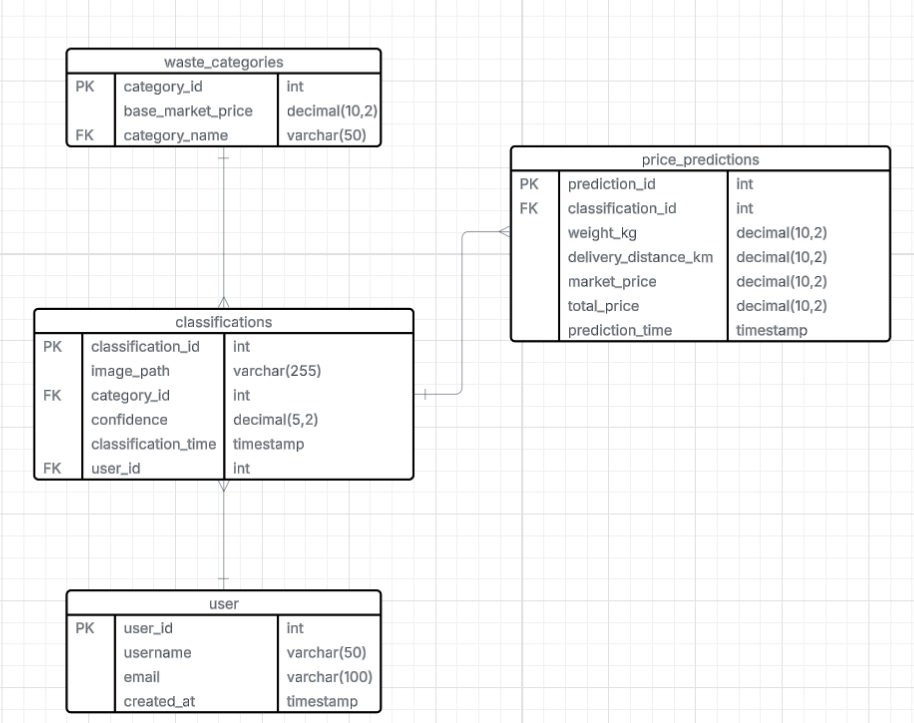 waste_categories
PK category_id int
base_market_price decimal(10,2)
FK category_name varchar(50)
price_predictions
PK prediction_id int
FK classification_id int
weight_kg decimal(10,2)
delivery_distance_km decimal(10,2)
market_price decimal(10,2)
total_price decimal(10,2)
prediction_time timestamp
classifications
PK classification_id int
image_path varchar(255)
FK category_id int
confidence decimal(5,2)
classification_time timestamp
FK user_id int
user
PK user_id int
username varchar(50)
email varchar(100)
created_at timestamp